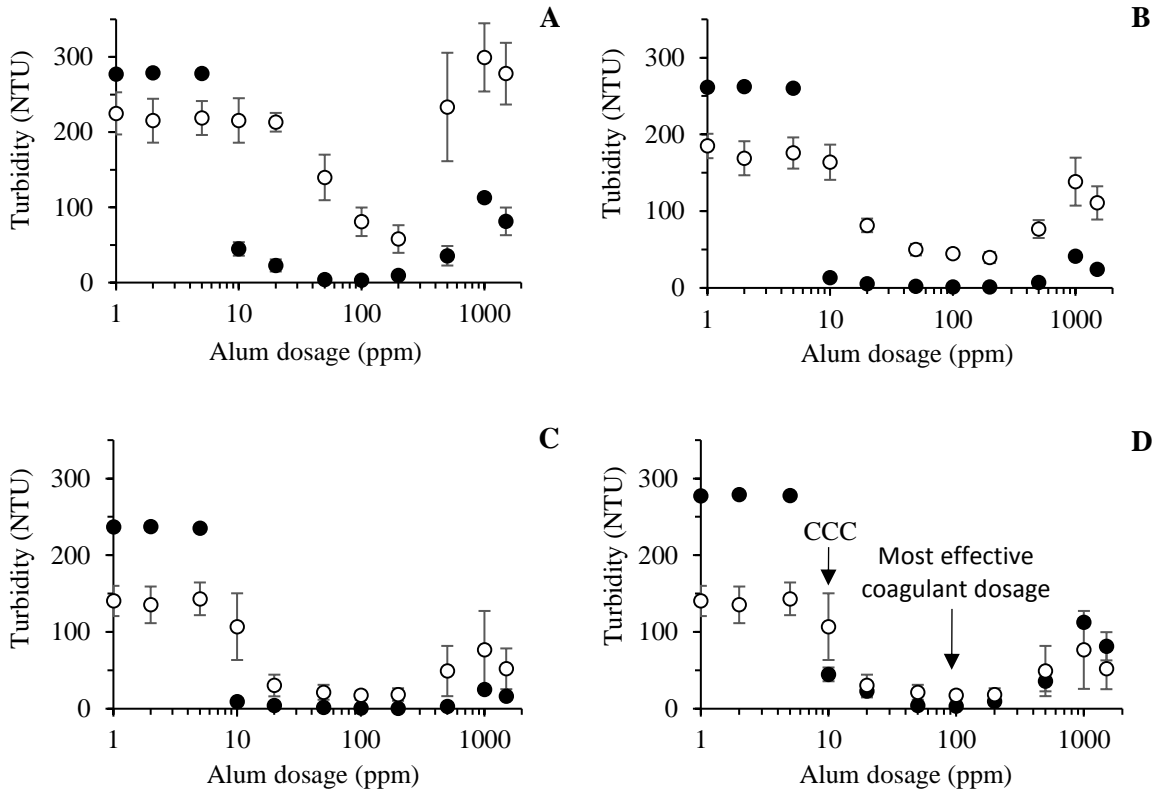 A
Turbidity (NTU)
300
200
100
0
1 10 100 1000
Alum dosage (ppm)
B
Tubidity (NTU)
300
200
100
0
1 10 100 1000
Alum dosage (ppm)
C
Turbidity (NTU)
300
200
100
0
1 10 100 1000
Alum dosage (ppm)
D
Turbidity (NTU)
300
200
100
0
CCC
Most effective
coagulant dosage
1 10 100 1000
Alum dosage (ppm)